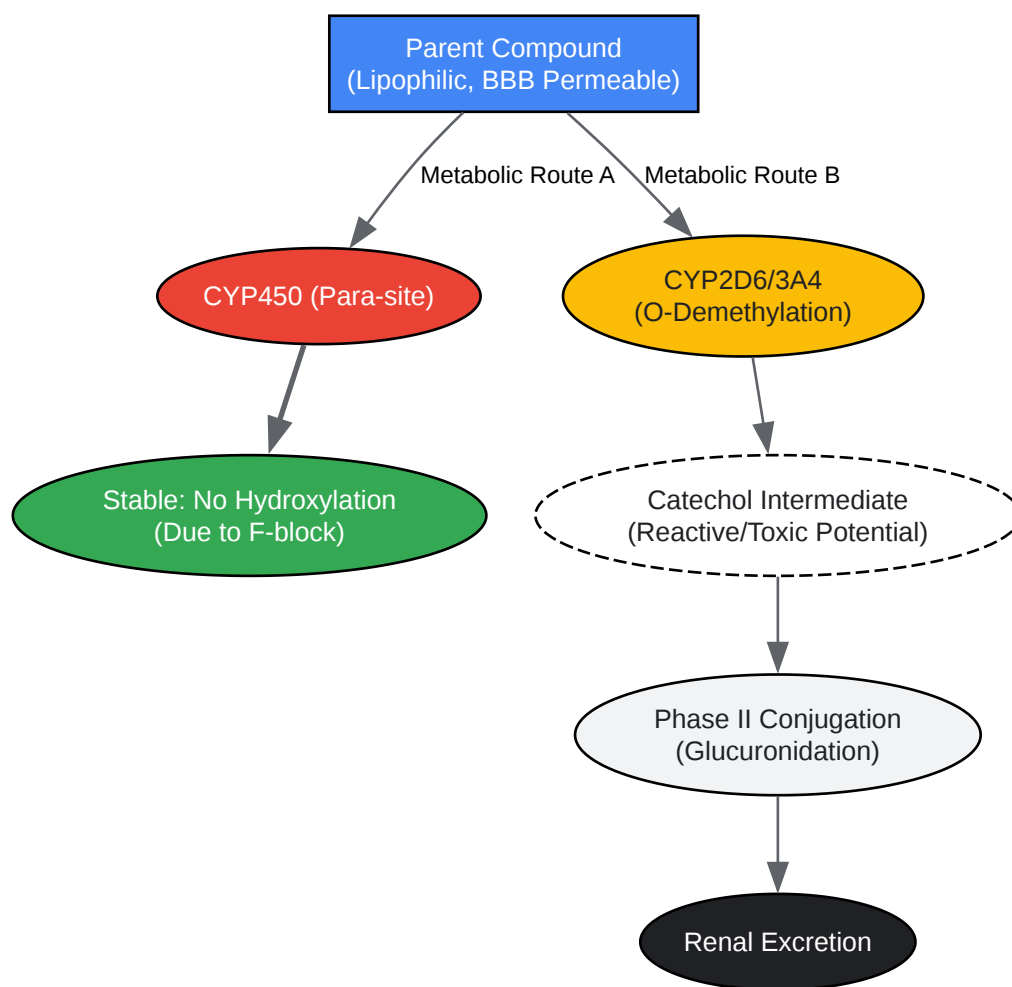 Parent Compound
(Lipophilic, BBB Permeable)
Metabolic Route A
Metabolic Route B
CYP450 (Para-site)
CYP2D6/3A4
(O-Demethylation)
Stable: No Hydroxylation
(Due to F-block)
Catechol Intermediate
(Reactive/Toxic Potential)
Phase II Conjugation
(Glucuronidation)
Renal Excretion